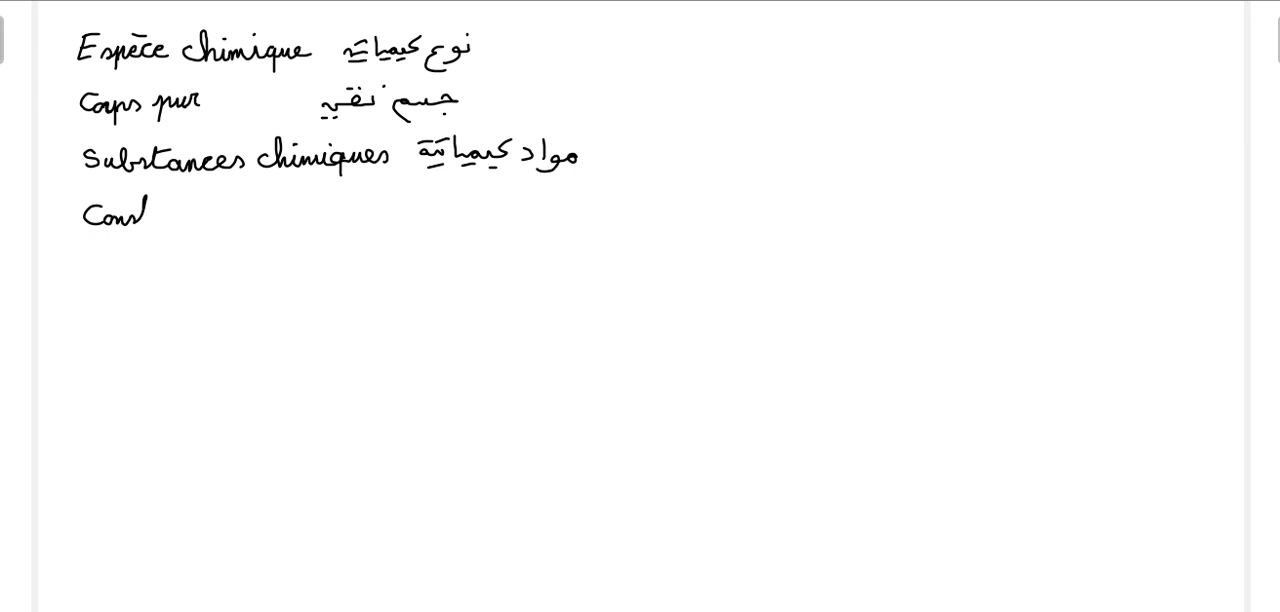 Espèce chimique نوع كيميائي
Corps pur جسم نقي
Substances chimiques مواد كيميائية
Cons